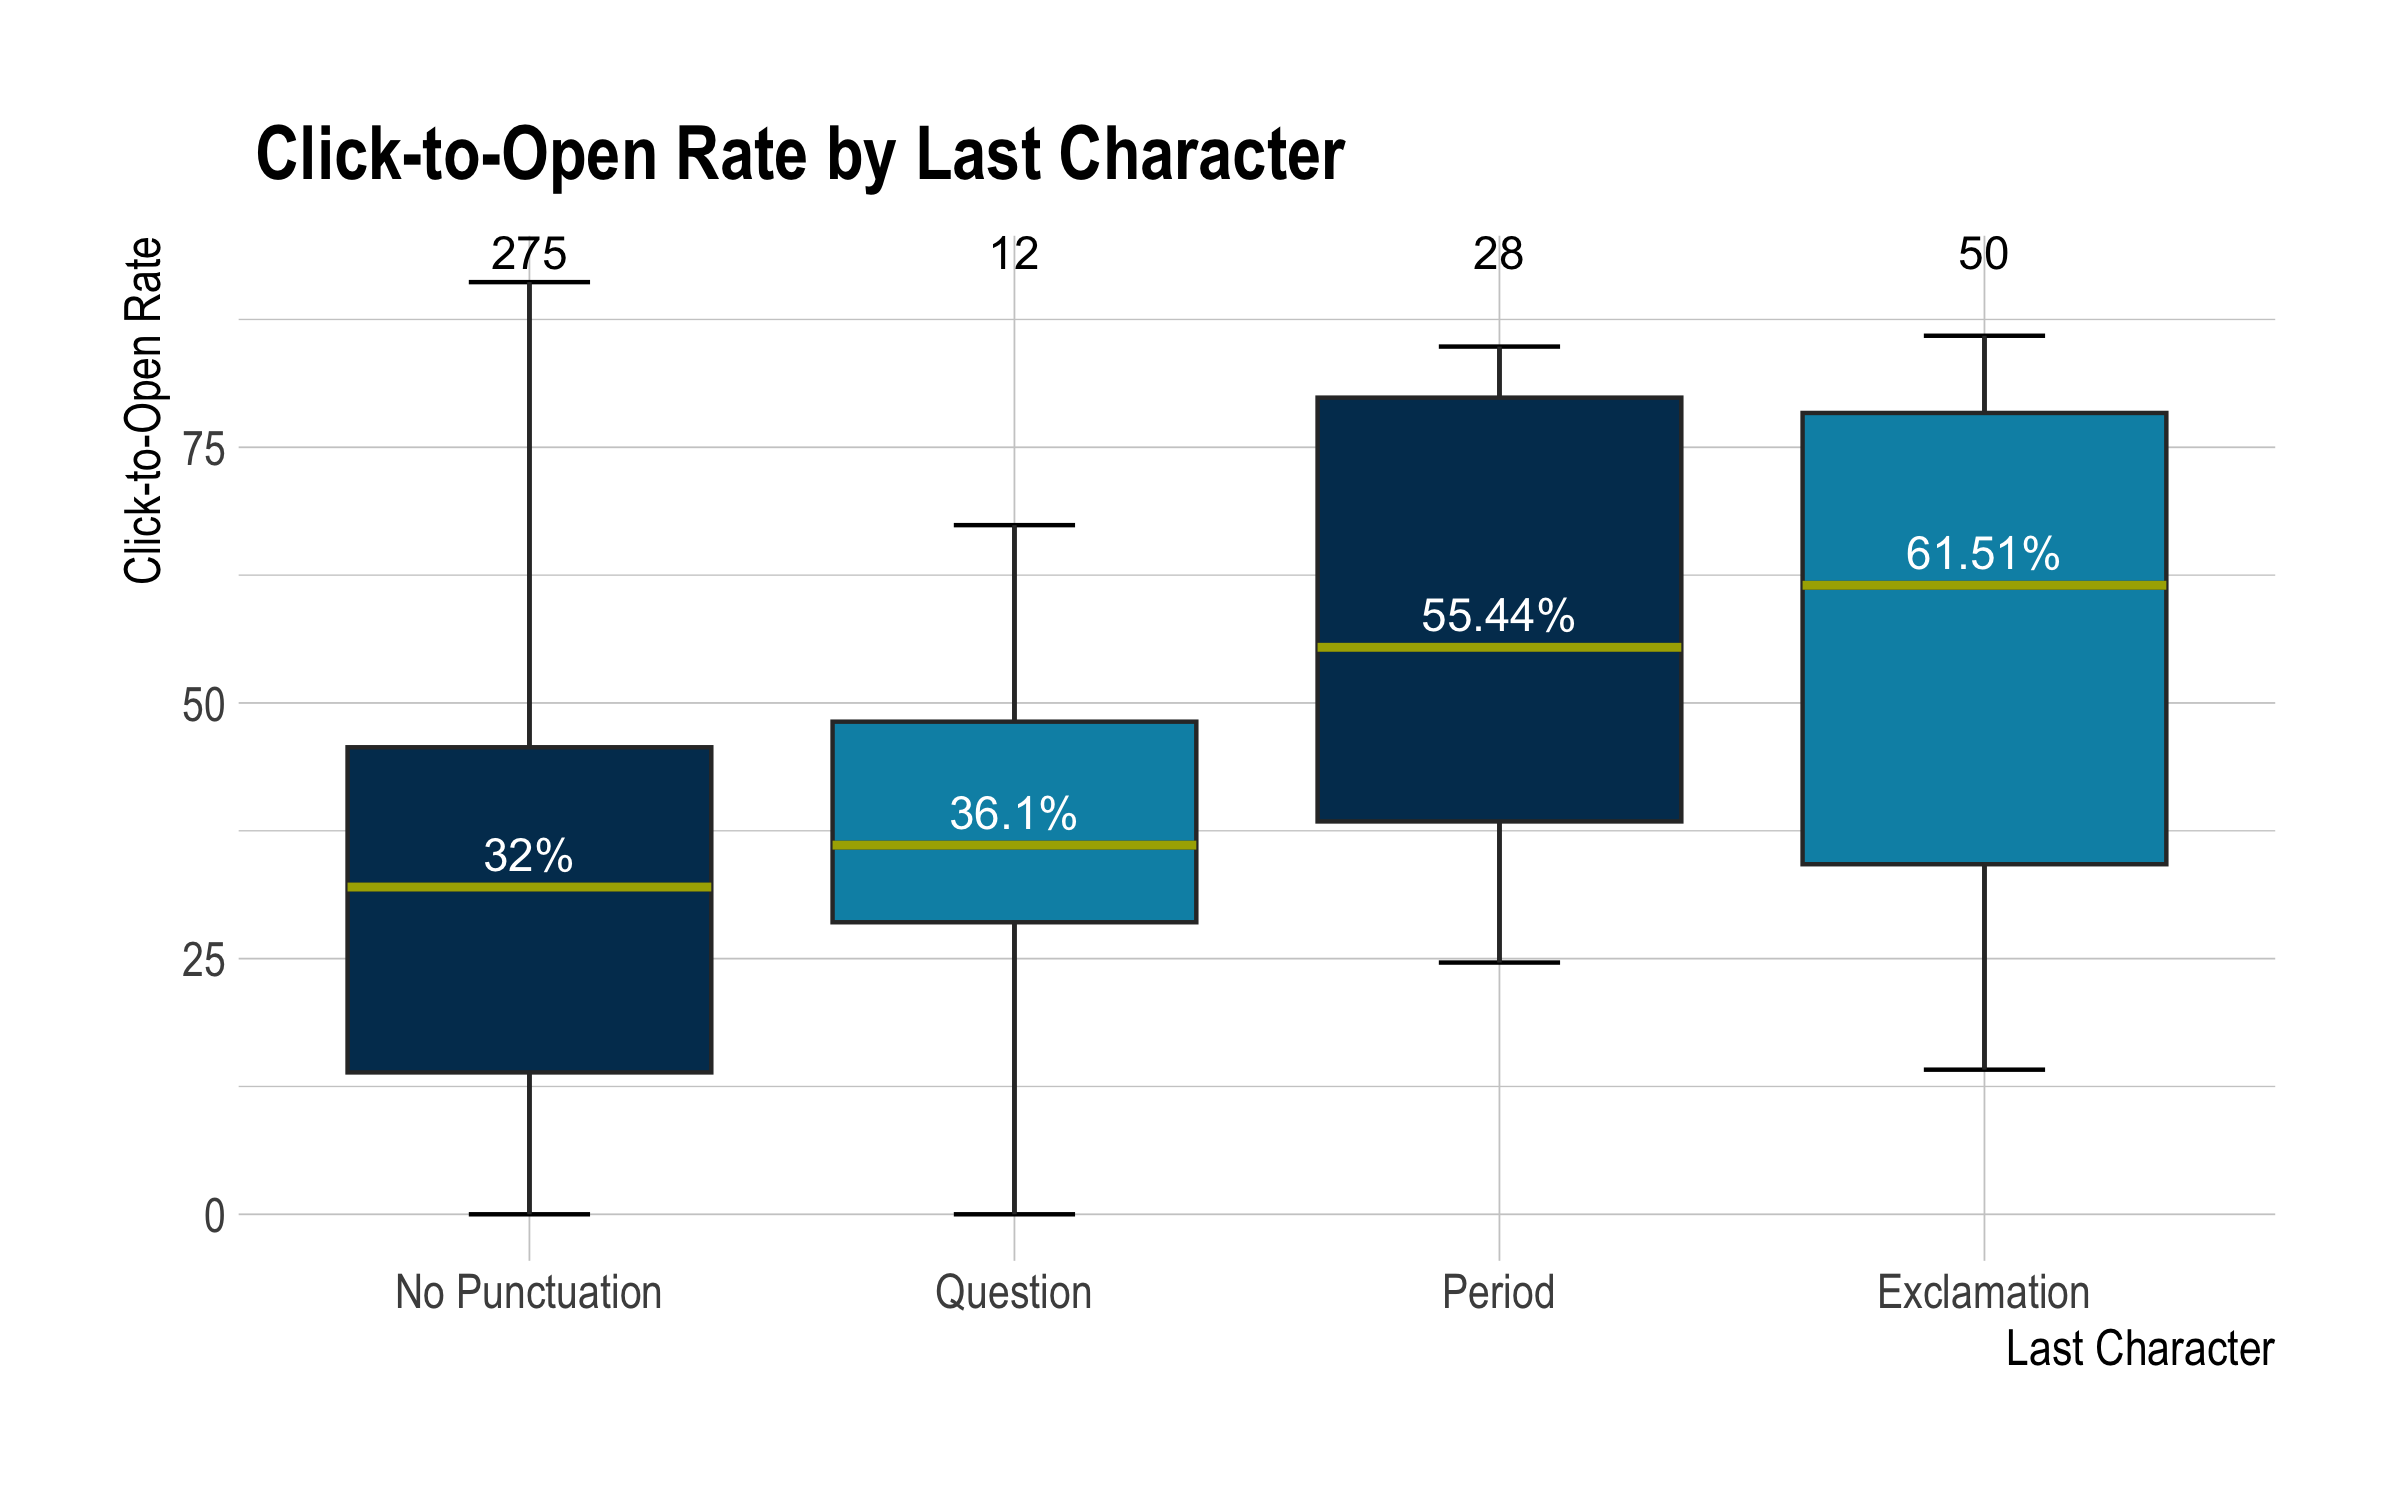 Click-to-Open Rate by Last Character
275 12 28 50
Click-to-Open Rate
75
50
25
0
32%
36.1%
55.44%
61.51%
No Punctuation Question Period Exclamation
Last Character